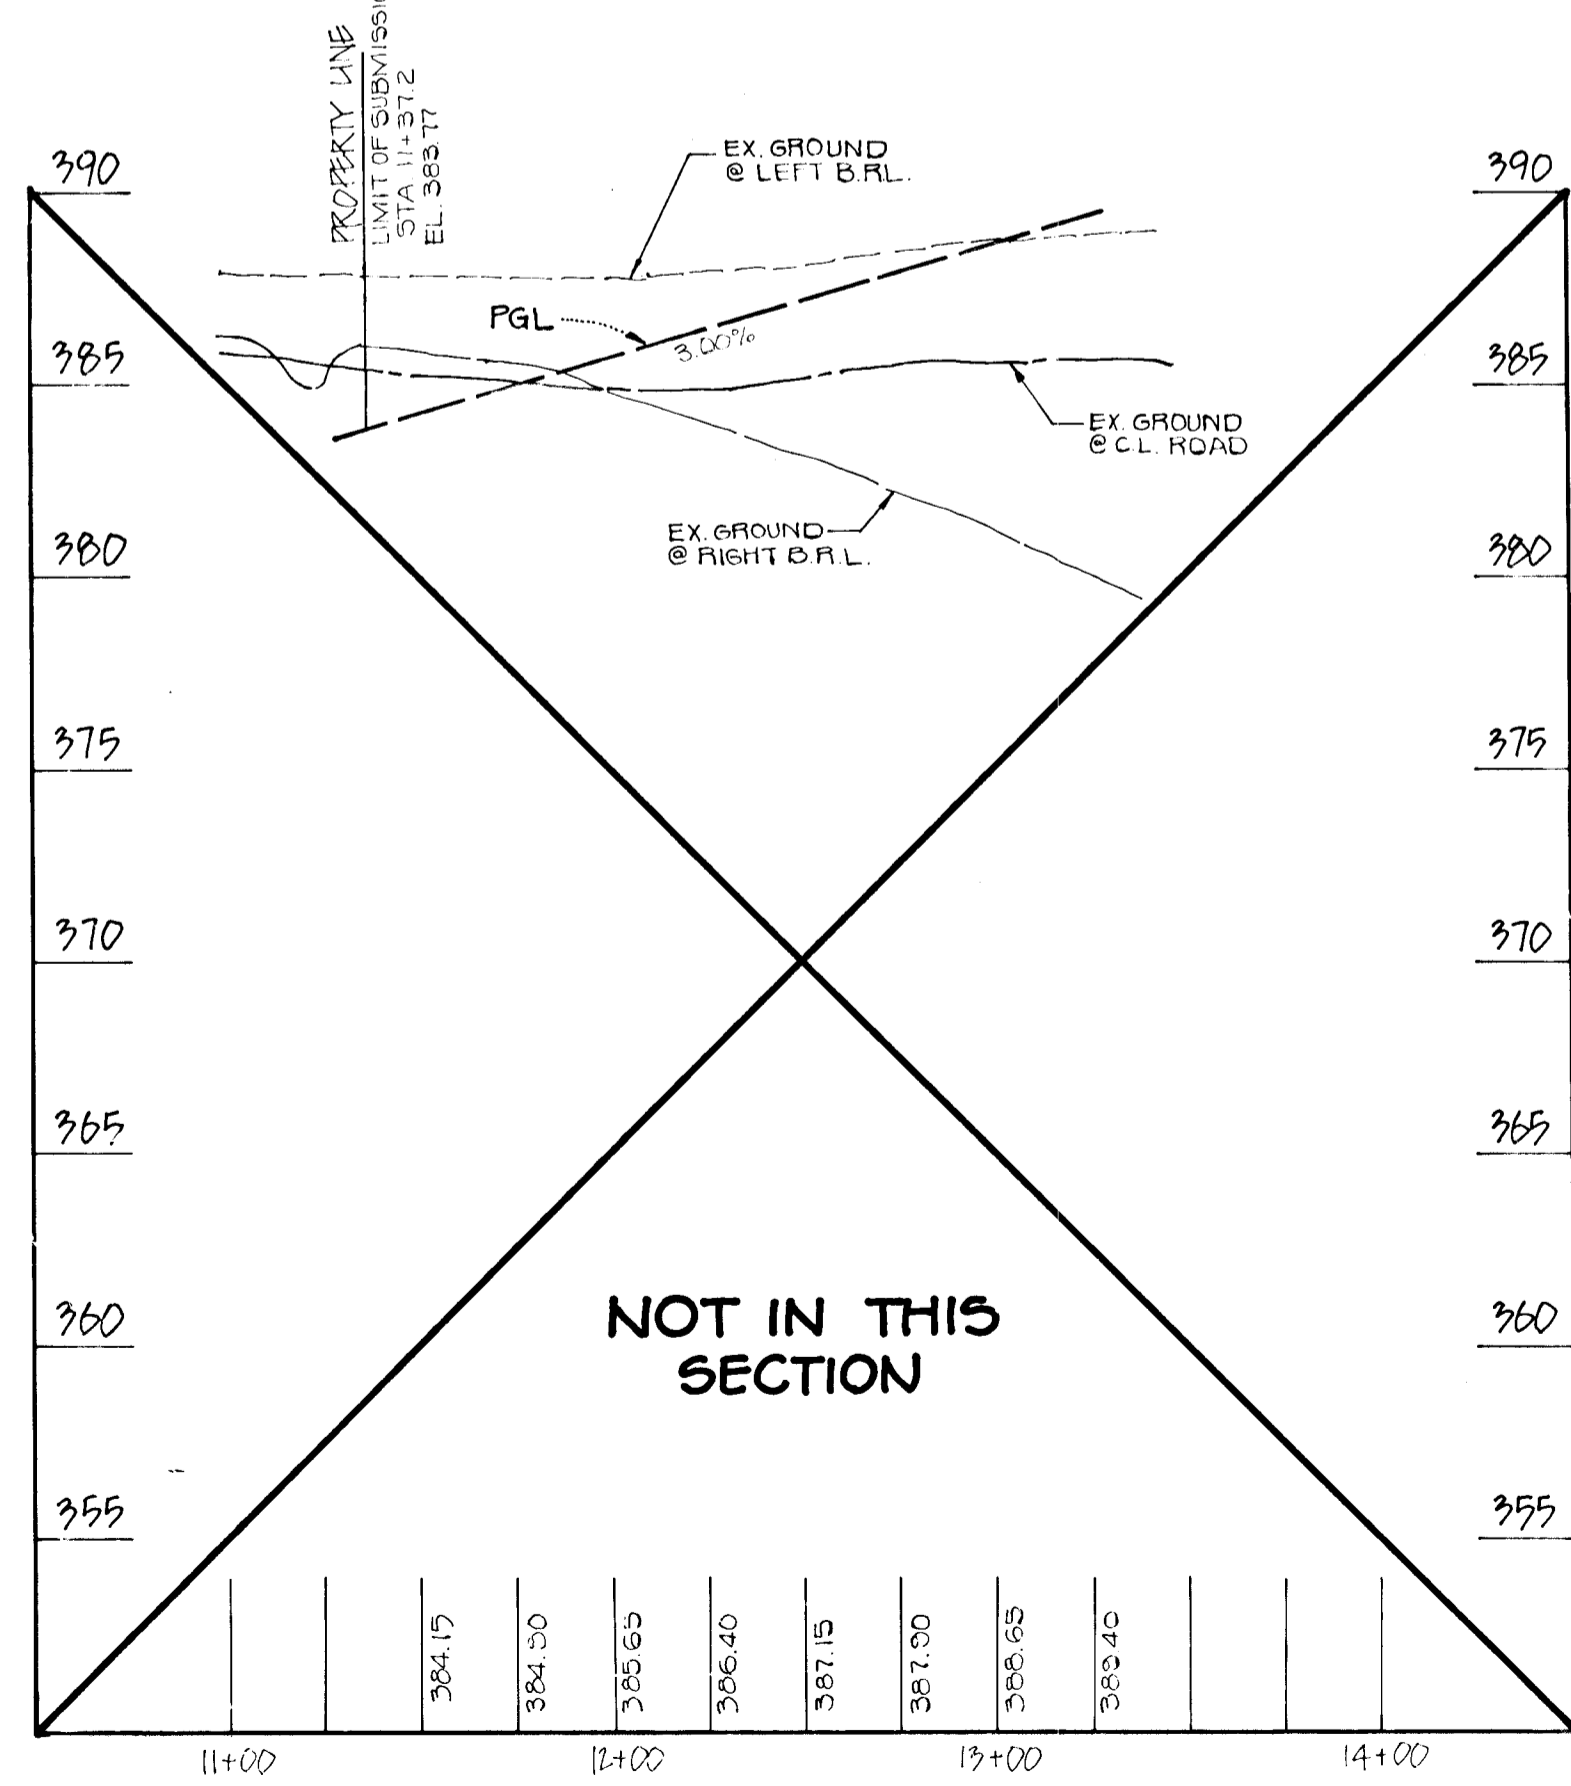 PROPERTY LINE
LIMIT OF SUBMISSI
STA. 11+37.2
EL. 383.77
EX. GROUND
@ LEFT B.R.L.
PGL
3.00%
EX. GROUND
@ C.L. ROAD
EX. GROUND
@ RIGHT B.R.L.
390
385
380
375
370
365
360
355
390
385
380
375
370
365
360
355
NOT IN THIS
SECTION
384.15
384.90
385.65
386.40
387.15
387.90
388.65
389.40
11+00
12+00
13+00
14+00